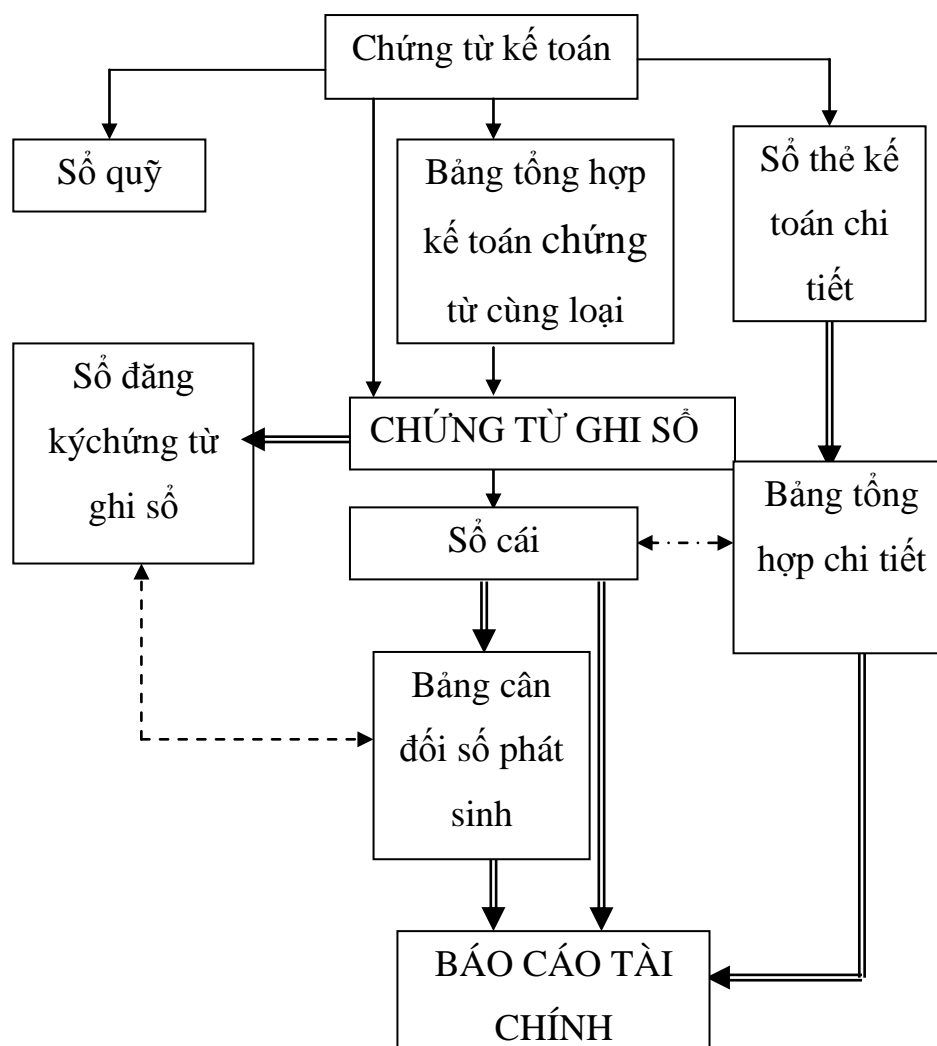 Chứng từ kế toán
Sổ quỹ
Bảng tổng hợp
kế toán chứng
từ cùng loại
Sổ thẻ kế
toán chi
tiết
Sổ đăng
kýchứng từ
ghi sổ
CHỨNG TỪ GHI SỔ
Sổ cái
Bảng tổng
hợp chi tiết
Bảng cân
đối số phát
sinh
BÁO CÁO TÀI
CHÍNH